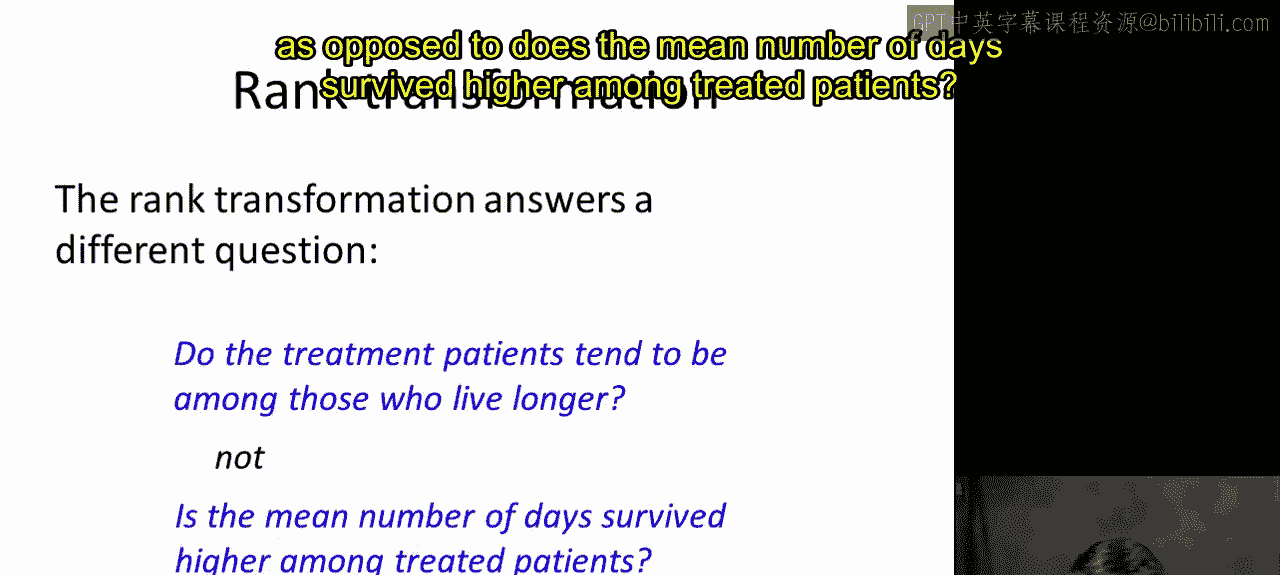 GPT中英字幕课程资源@bilibili.com
as opposed to does the mean number of days
survived higher among treated patients?
Rank transformation
The rank transformation answers a
different question:
Do the treatment patients tend to be
among those who live longer?
not
Is the mean number of days survived
higher among treated patients?